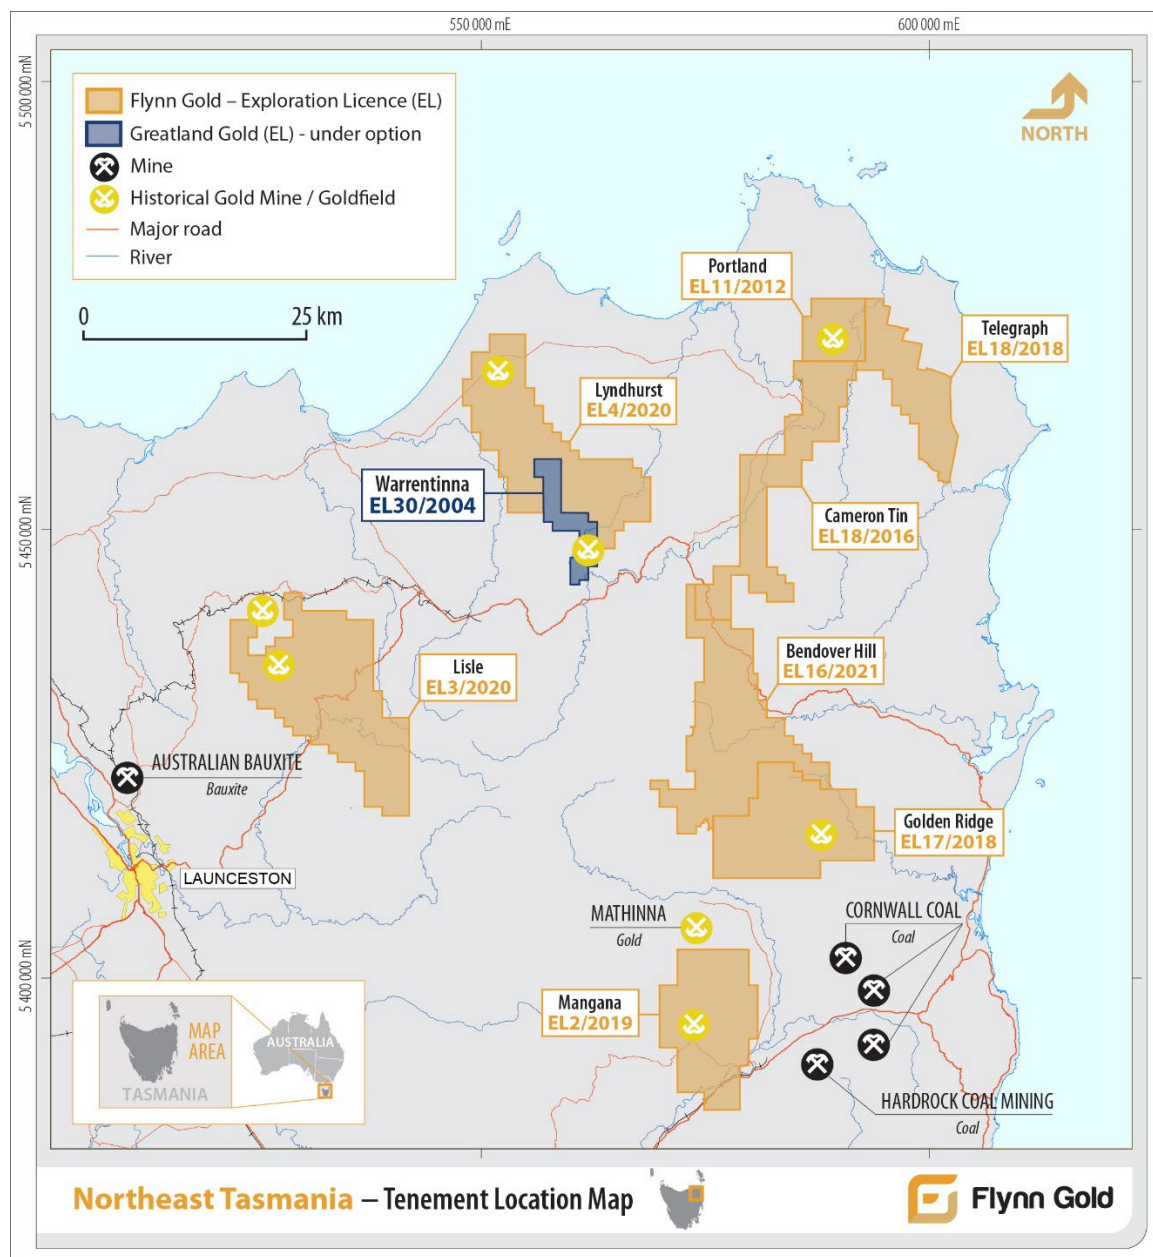 550 000 mE
600 000 mE
5 500 000 mN
5 450 000 mN
5 400 000 mN
Flynn Gold – Exploration Licence (EL)
Greatland Gold (EL) - under option
Mine
Historical Gold Mine / Goldfield
Major road
River
0
25 km
NORTH
Portland
EL11/2012
Telegraph
EL18/2018
Lyndhurst
EL4/2020
Warrentinna
EL30/2004
Cameron Tin
EL18/2016
Bendover Hill
EL16/2021
Lisle
EL3/2020
AUSTRALIAN BAUXITE
Bauxite
Golden Ridge
EL17/2018
LAUNCESTON
MATHINNA
Gold
CORNWALL COAL
Coal
Mangana
EL2/2019
HARDROCK COAL MINING
Coal
MAP
AREA
AUSTRALIA
TASMANIA
Northeast Tasmania – Tenement Location Map
Flynn Gold